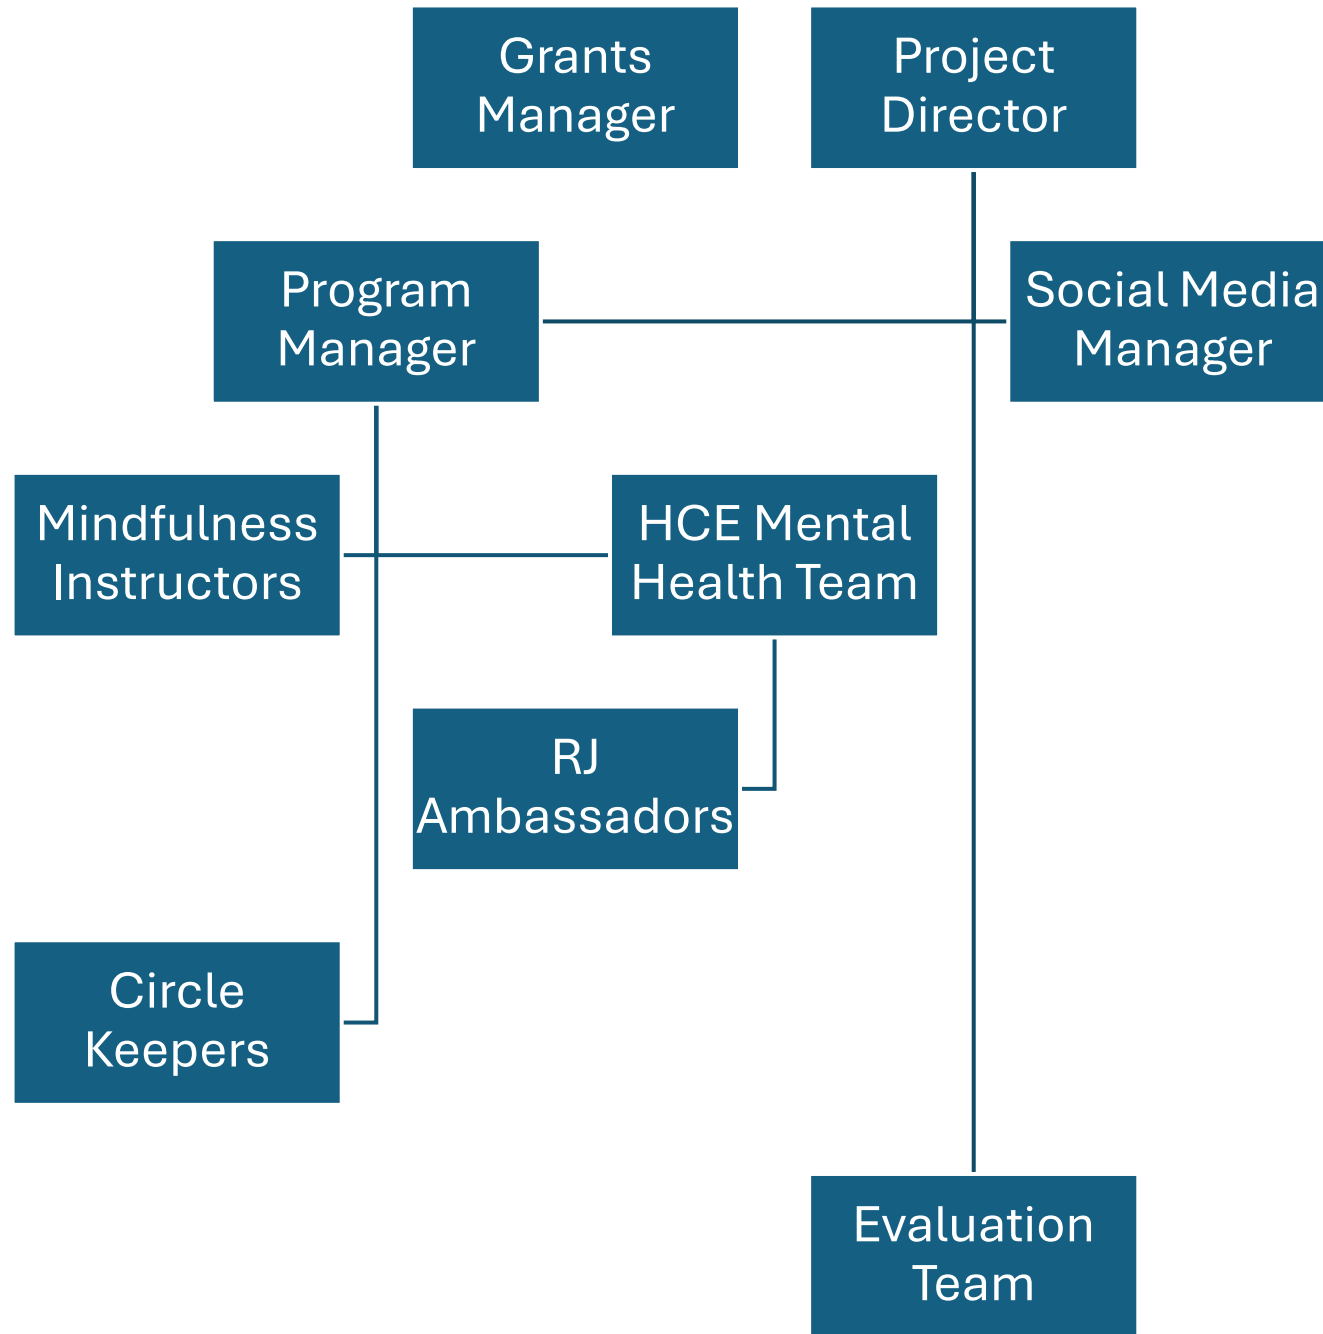 Grants
Manager
Project
Director
Program
Manager
Social Media
Manager
Mindfulness
Instructors
HCE Mental
Health Team
RJ
Ambassadors
Circle
Keepers
Evaluation
Team